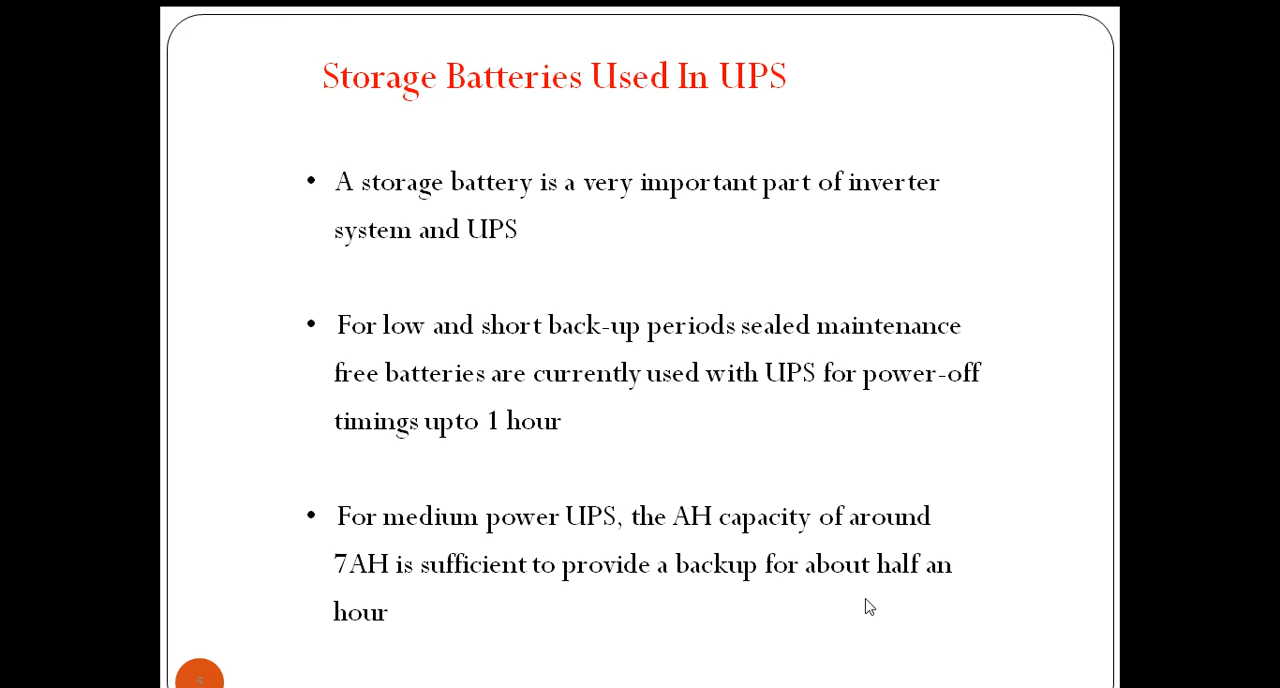 Storage Batteries Used In UPS
• A storage battery is a very important part of inverter
system and UPS
• For low and short back-up periods sealed maintenance
free batteries are currently used with UPS for power-off
timings upto 1 hour
• For medium power UPS, the AH capacity of around
7AH is sufficient to provide a backup for about half an
hour
5